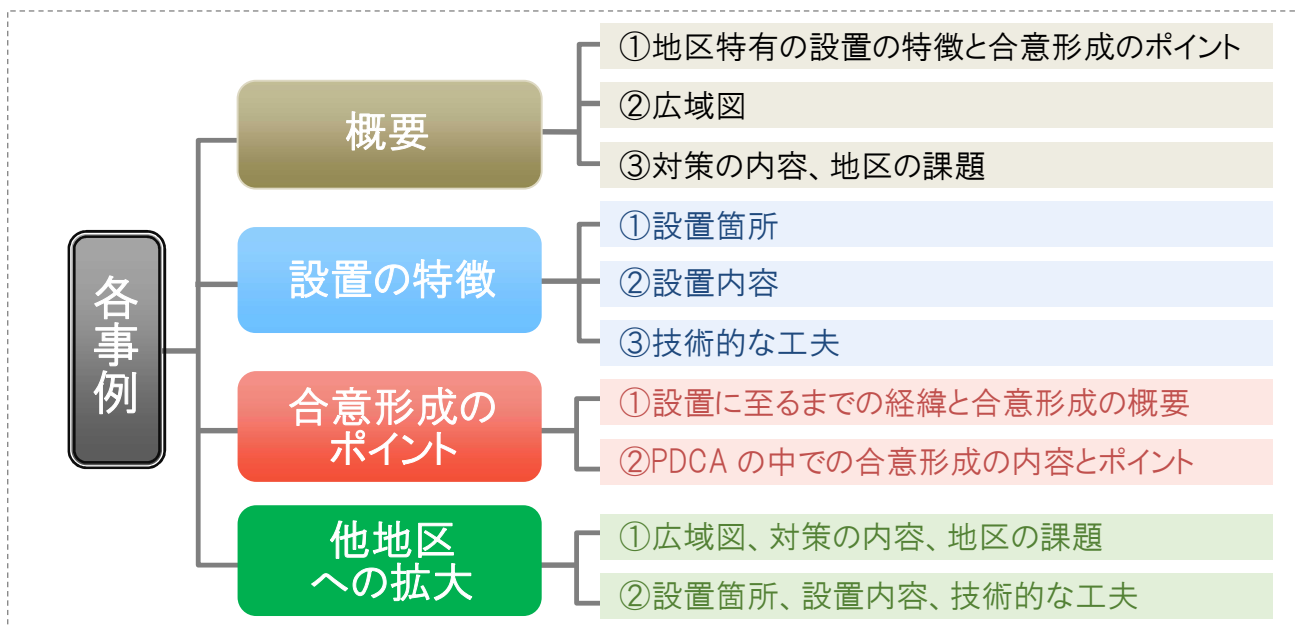 各事例
概要
①地区特有の設置の特徴と合意形成のポイント
②広域図
③対策の内容、地区の課題
設置の特徴
①設置箇所
②設置内容
③技術的な工夫
合意形成の
ポイント
①設置に至るまでの経緯と合意形成の概要
②PDCA の中での合意形成の内容とポイント
他地区
への拡大
①広域図、対策の内容、地区の課題
②設置箇所、設置内容、技術的な工夫